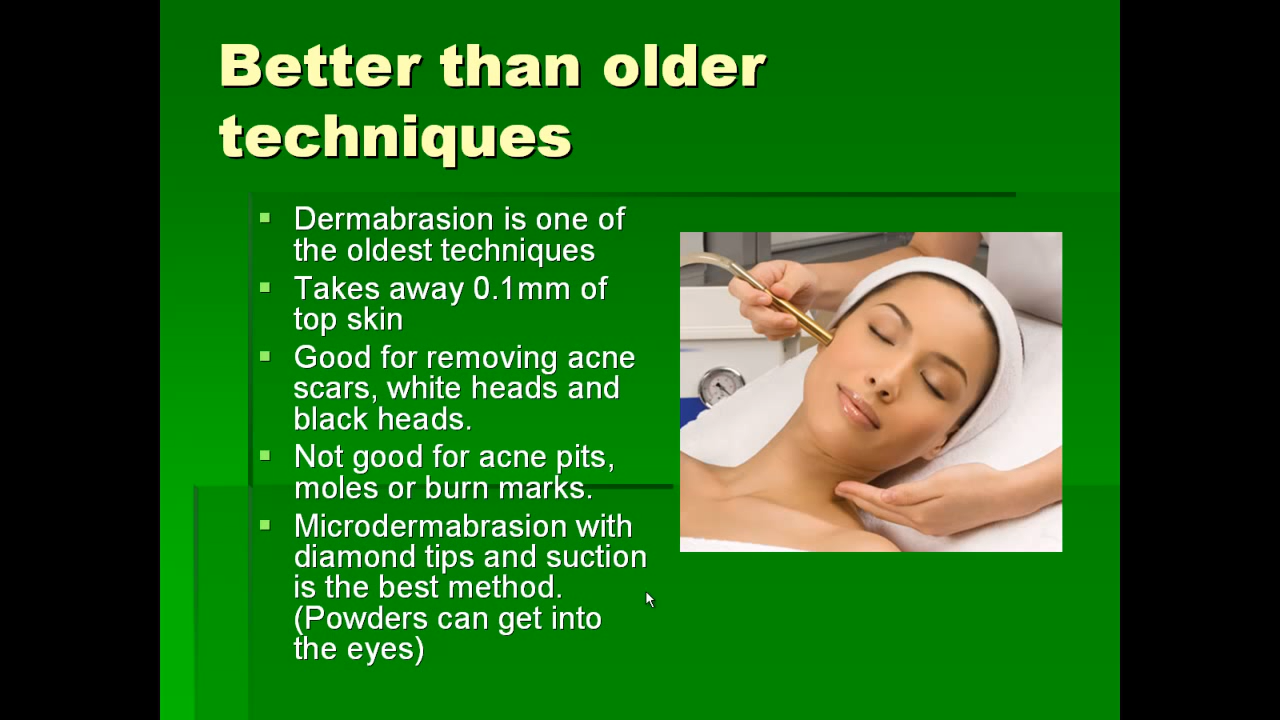 Better than older
techniques
Dermabrasion is one of
the oldest techniques
Takes away 0.1mm of
top skin
Good for removing acne
scars, white heads and
black heads.
Not good for acne pits,
moles or burn marks.
Microdermabrasion with
diamond tips and suction
is the best method.
(Powders can get into
the eyes)